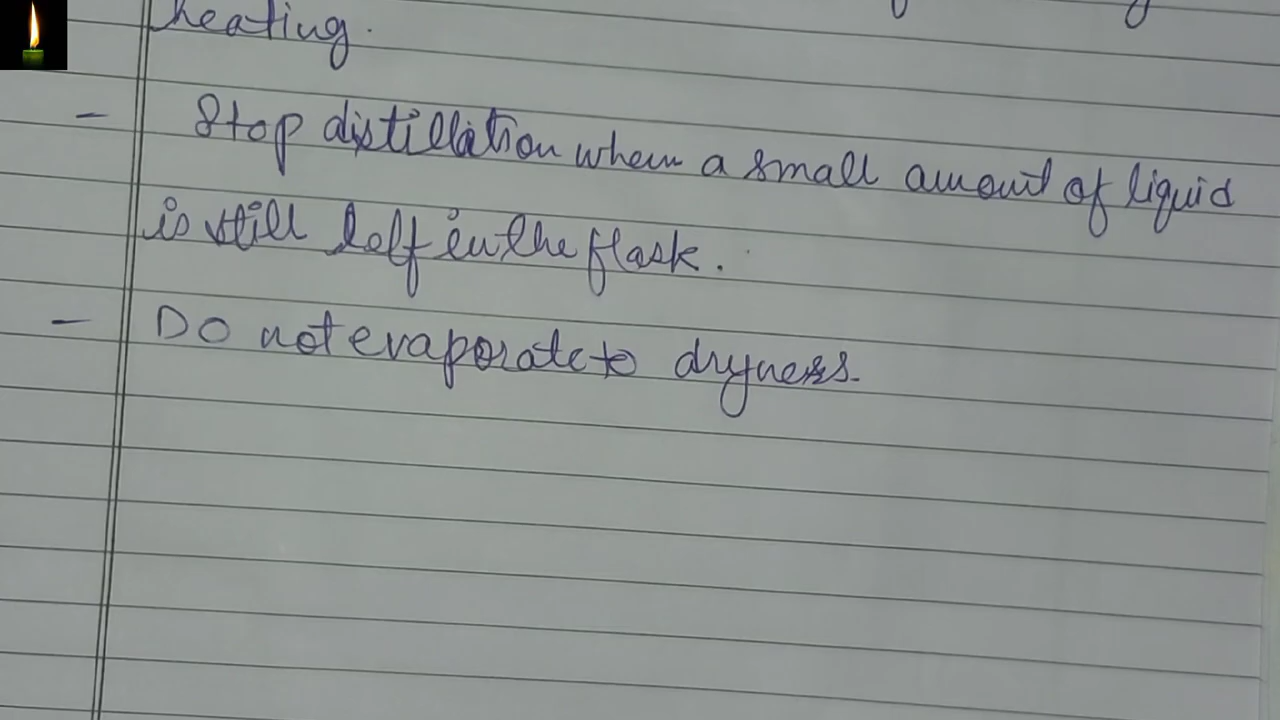 heating.
- Stop distillation when a small amount of liquid
is still left in the flask.
- Do not evaporate to dryness.